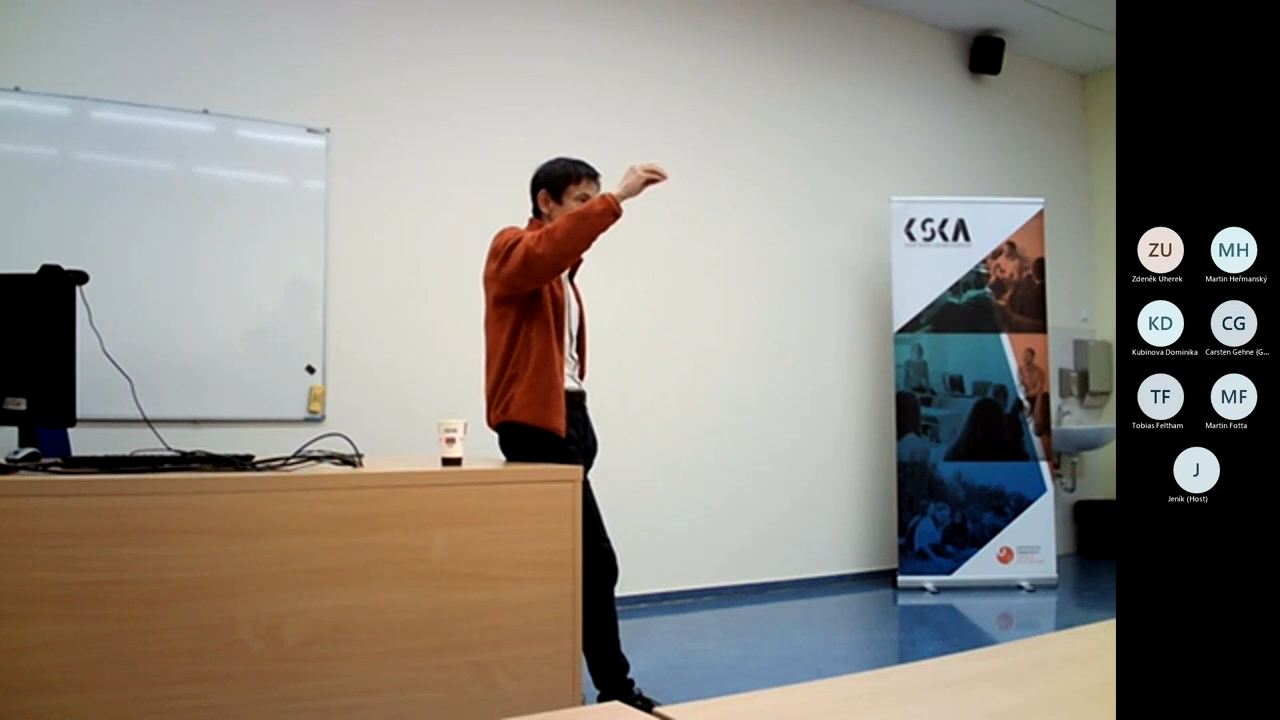 KSKA
ZU
Zdeněk Uherek
MH
Martin Heřmanský
KD
Kubinova Dominika
CG
Carsten Gehne (G...
TF
Tobias Feltham
MF
Martin Fotta
J
Jeník (Host)